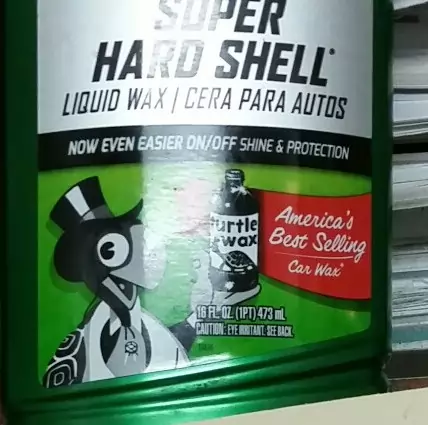 SUPER
HARD SHELL®
LIQUID WAX | CERA PARA AUTOS
NOW EVEN EASIER ON/OFF SHINE & PROTECTION
turtle
wax
America's
Best Selling
Car Wax*
16 FL. OZ. (1PT) 473 mL
CAUTION: EYE IRRITANT. SEE BACK.